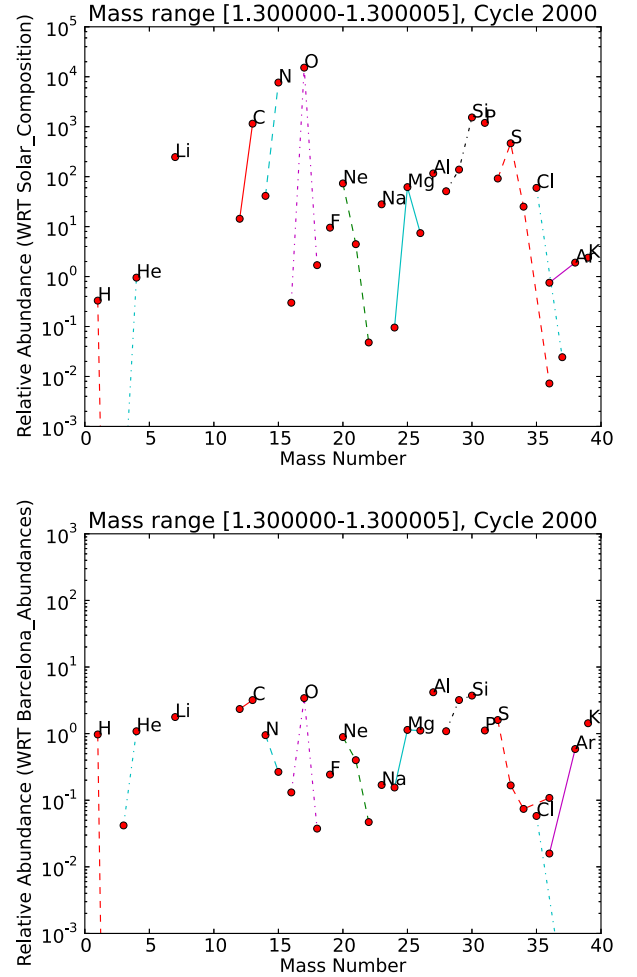 Mass range [1.300000-1.300005], Cycle 2000
Relative Abundance (WRT Solar_Composition)
10^5
10^4
10^3
10^2
10^1
10^0
10^-1
10^-2
10^-3
H
He
Li
C
N
O
F
Ne
Na
Mg
Al
Si
P
S
Cl
Ar
K
0 5 10 15 20 25 30 35 40
Mass Number
Mass range [1.300000-1.300005], Cycle 2000
Relative Abundance (WRT Barcelona_Abundances)
10^3
10^2
10^1
10^0
10^-1
10^-2
10^-3
H
He
Li
C
N
O
F
Ne
Na
Mg
Al
Si
P
S
Cl
Ar
K
0 5 10 15 20 25 30 35 40
Mass Number